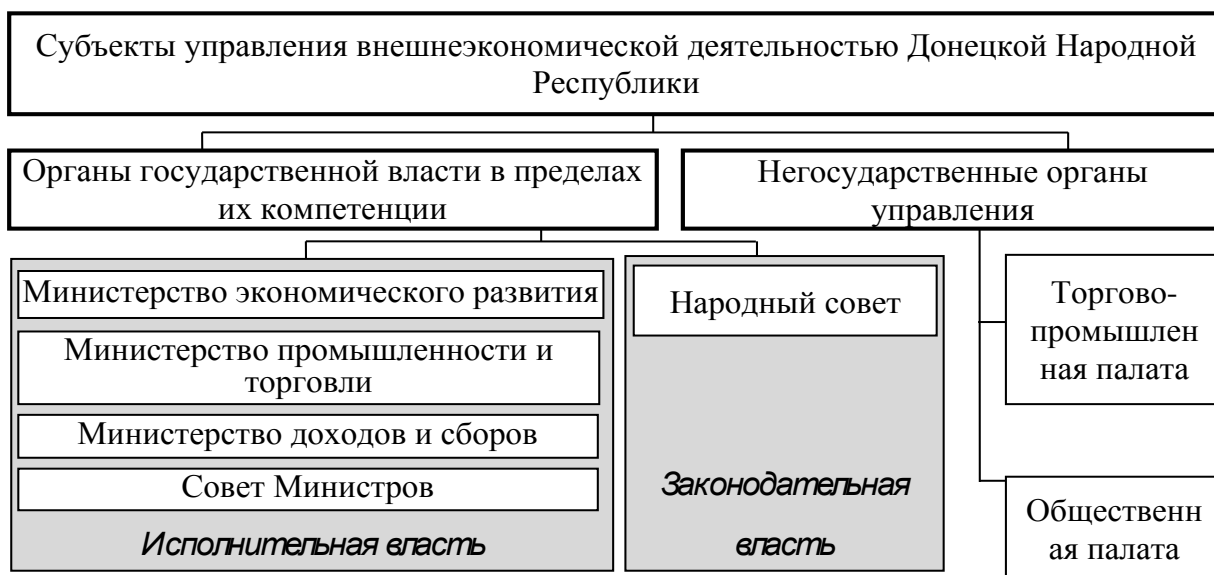 Субъекты управления внешнеэкономической деятельностью Донецкой Народной
Республики
Органы государственной власти в пределах
их компетенции
Негосударственные органы
управления
Министерство экономического развития
Министерство промышленности и
торговли
Министерство доходов и сборов
Совет Министров
Исполнительная власть
Народный совет
Законодательная
власть
Торгово-
промышлен
ная палата
Общественн
ая палата